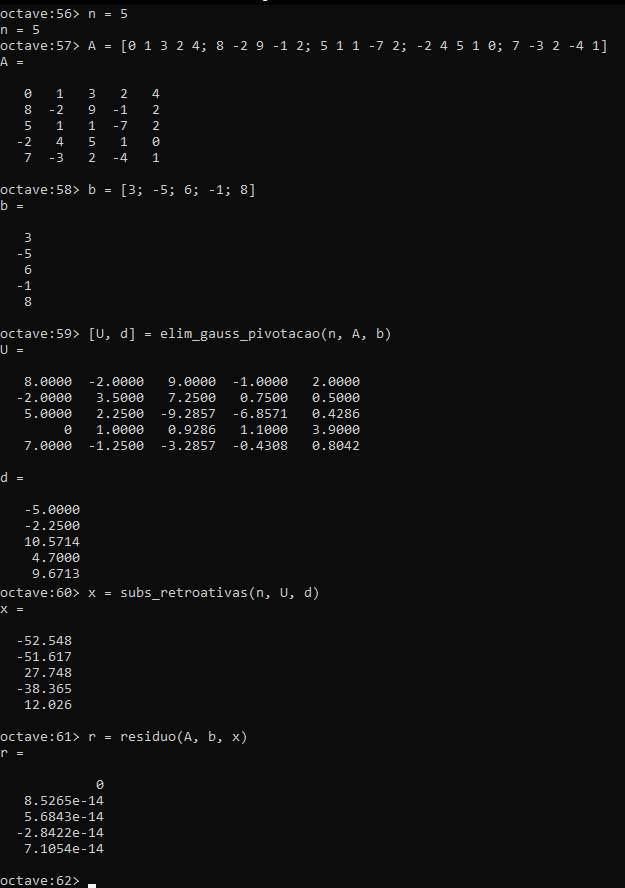 octave:56> n = 5
n = 5
octave:57> A = [0 1 3 2 4; 8 -2 9 -1 2; 5 1 1 -7 2; -2 4 5 1 0; 7 -3 2 -4 1]
A =
0 1 3 2 4
8 -2 9 -1 2
5 1 1 -7 2
-2 4 5 1 0
7 -3 2 -4 1
octave:58> b = [3; -5; 6; -1; 8]
b =
3
-5
6
-1
8
octave:59> [U, d] = elim_gauss_pivotacao(n, A, b)
U =
8.0000 -2.0000 9.0000 -1.0000 2.0000
-2.0000 3.5000 7.2500 0.7500 0.5000
5.0000 2.2500 -9.2857 -6.8571 0.4286
0 1.0000 0.9286 1.1000 3.9000
7.0000 -1.2500 -3.2857 -0.4308 0.8042
d =
-5.0000
-2.2500
10.5714
4.7000
9.6713
octave:60> x = subs_retroativas(n, U, d)
x =
-52.548
-51.617
27.748
-38.365
12.026
octave:61> r = residuo(A, b, x)
r =
0
8.5265e-14
5.6843e-14
-2.8422e-14
7.1054e-14
octave:62>